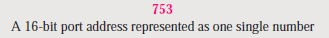 753
A 16-bit port address represented as one single number